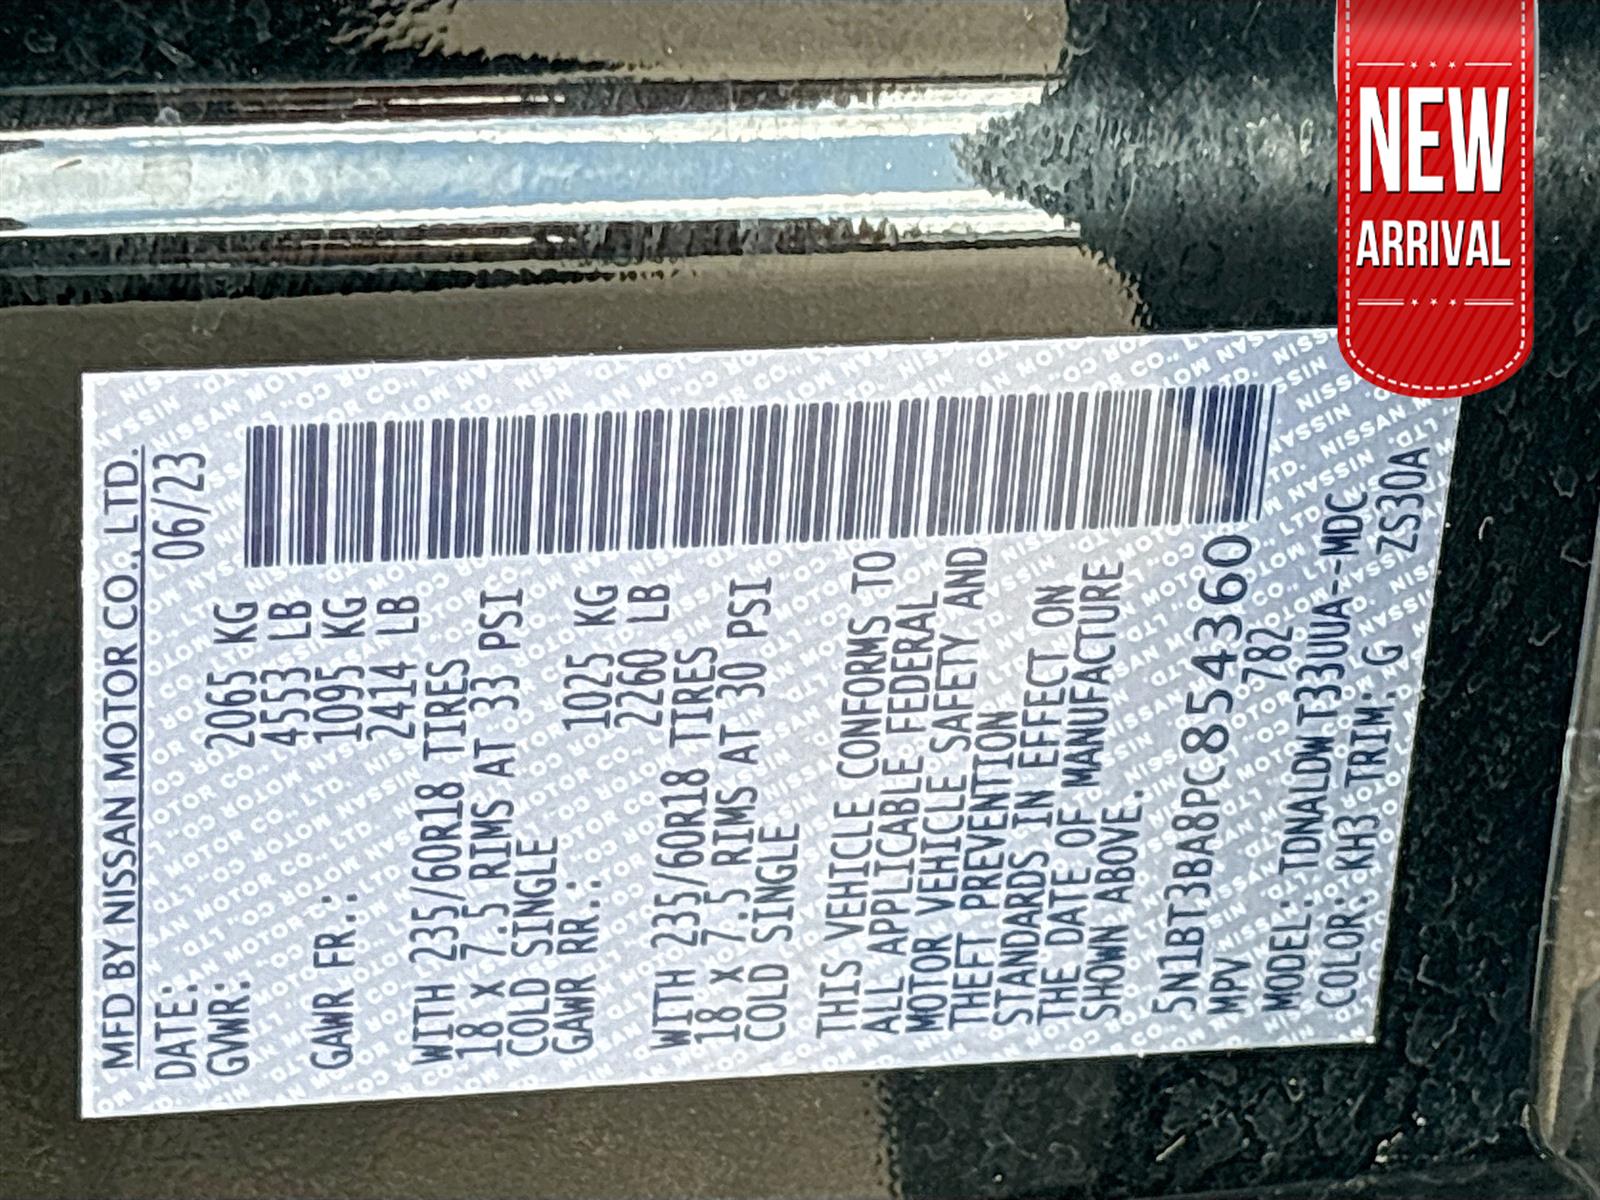 NEW
ARRIVAL
MFD BY NISSAN MOTOR CO., LTD.
DATE: 06/23
GVWR: 2065 KG
4553 LB
GAWR FR.: 1095 KG
2414 LB
WITH 235/60R18 TIRES
18 X 7.5 RIMS AT 33 PSI
COLD SINGLE
GAWR RR.: 1025 KG
2260 LB
WITH 235/60R18 TIRES
18 X 7.5 RIMS AT 30 PSI
COLD SINGLE
THIS VEHICLE CONFORMS TO
ALL APPLICABLE FEDERAL
MOTOR VEHICLE SAFETY AND
THEFT PREVENTION
STANDARDS IN EFFECT ON
THE DATE OF MANUFACTURE
SHOWN ABOVE.
5N1BT3BA8PC854360
MPV 782
MODEL: TDNALDW T33UUA--MDC
COLOR: KH3 TRIM: G ZS30A